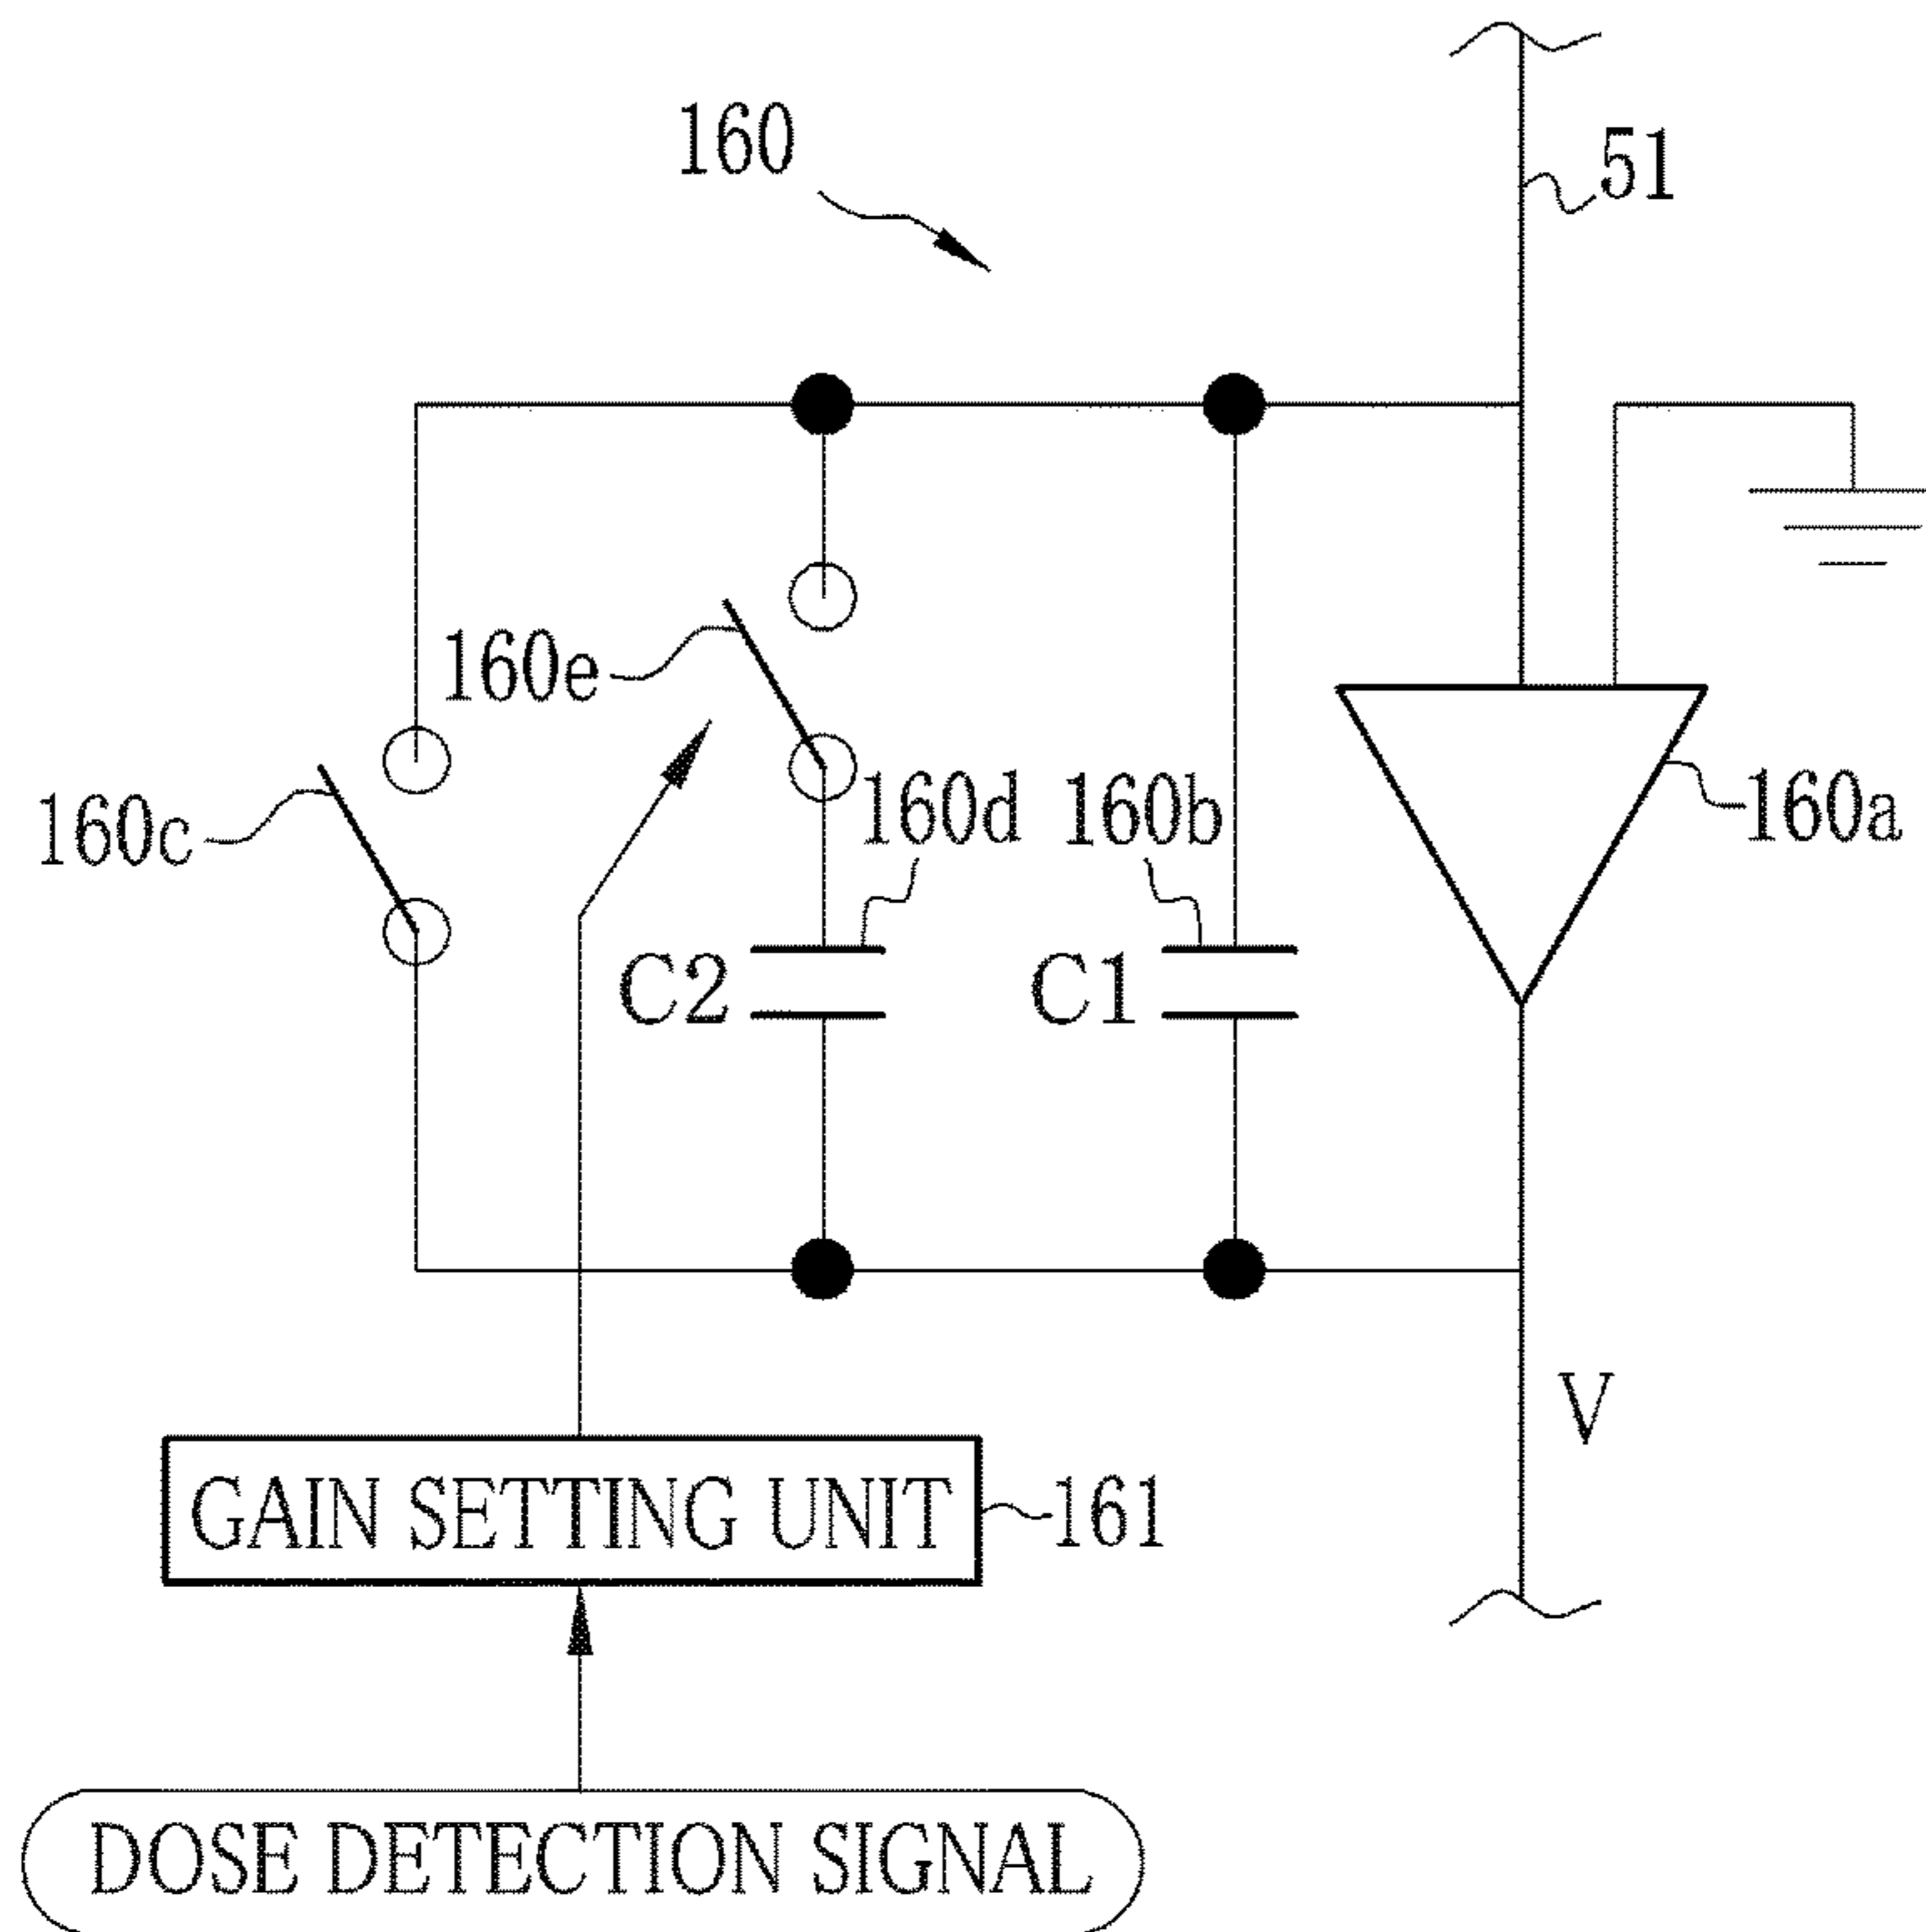 160
51
160e
160c
160d
160b
160a
C2
C1
V
GAIN SETTING UNIT
161
DOSE DETECTION SIGNAL